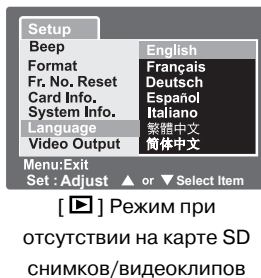 Setup
Beep
English
Format
Français
Fr. No. Reset
Deutsch
Card Info.
Español
System Info.
Italiano
Language
繁體中文
Video Output
简体中文
Menu:Exit
Set : Adjust ▲ or ▼ Select Item
[ ▶ ] Режим при
отсутствии на карте SD
снимков/видеоклипов